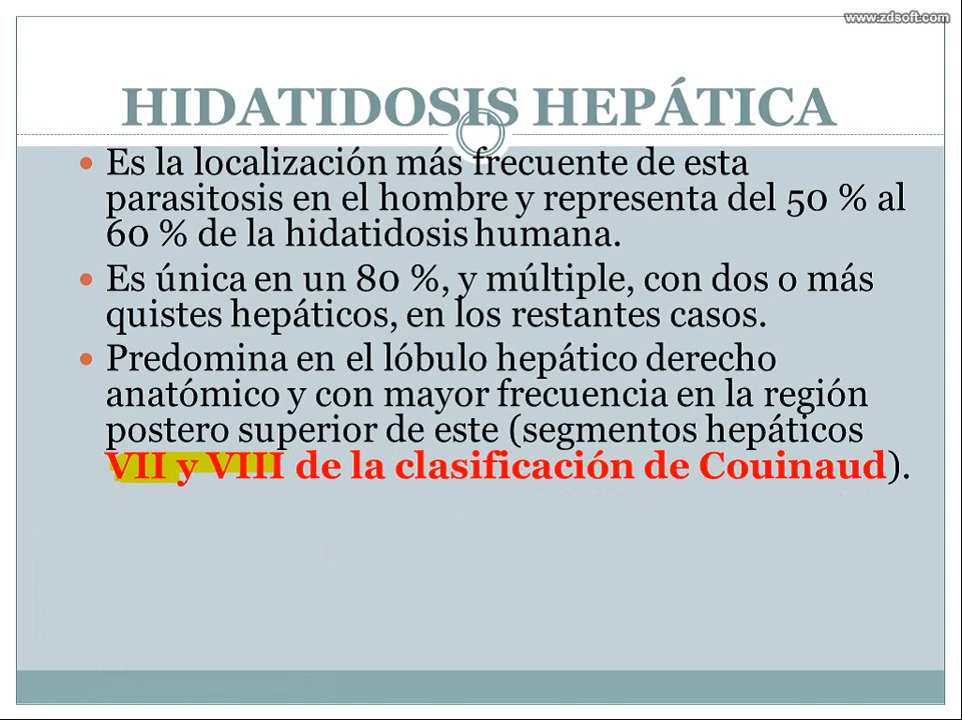 www.zdsoft.com
HIDATIDOSIS HEPÁTICA
• Es la localización más frecuente de esta
parasitosis en el hombre y representa del 50 % al
60 % de la hidatidosis humana.
• Es única en un 80 %, y múltiple, con dos o más
quistes hepáticos, en los restantes casos.
• Predomina en el lóbulo hepático derecho
anatómico y con mayor frecuencia en la región
postero superior de este (segmentos hepáticos
VII y VIII de la clasificación de Couinaud).